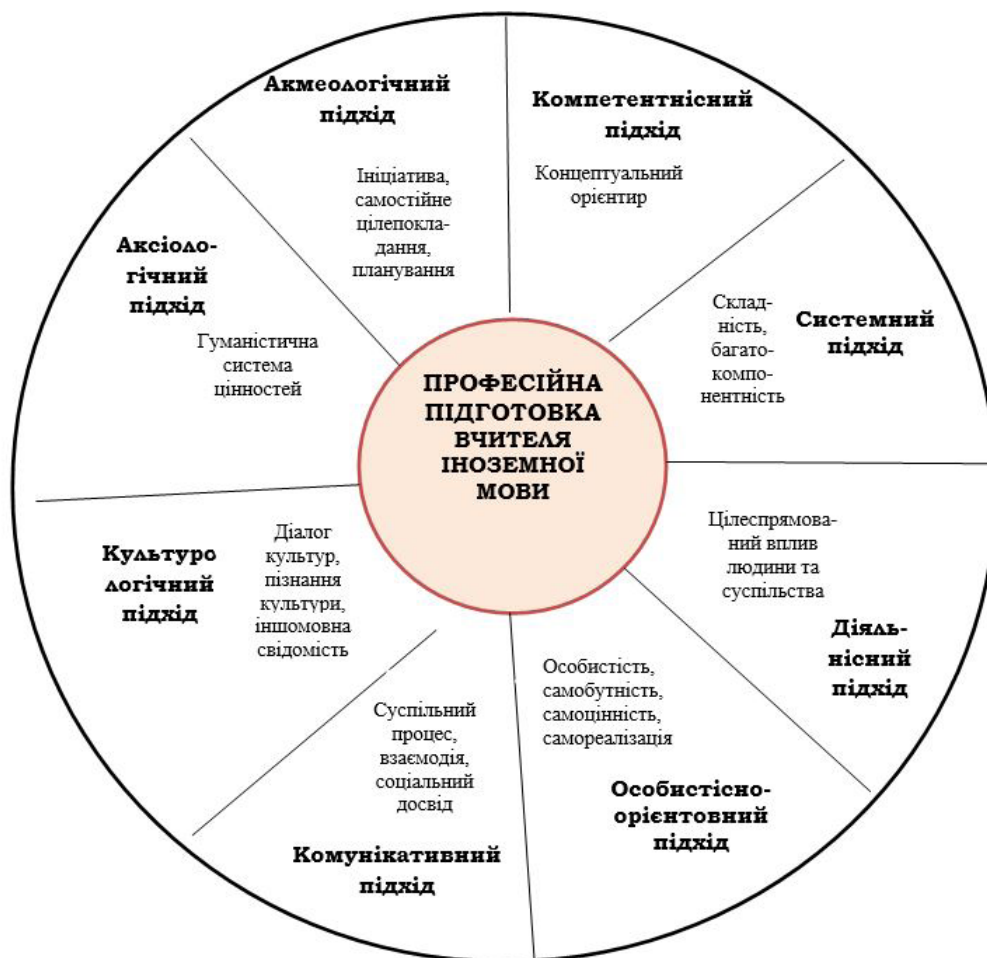 Акмеологічний
підхід
Ініціатива,
самостійне
цілепокла-
дання,
планування
Компетентнісний
підхід
Концептуальний
орієнтир
Системний
підхід
Склад-
ність,
багато-
компо-
нентність
Цілеспрямова-
ний вплив
людини та
суспільства
Діяль-
нісний
підхід
Особистість,
самобутність,
самоцінність,
самореалізація
Особистісно-
орієнтовний
підхід
Суспільний
процес,
взаємодія,
соціальний
досвід
Комунікативний
підхід
Культуро
логічний
підхід
Діалог
культур,
пізнання
культури,
іншомовна
свідомість
Аксіоло-
гічний
підхід
Гуманістична
система
цінностей
ПРОФЕСІЙНА
ПІДГОТОВКА
ВЧИТЕЛЯ
ІНОЗЕМНОЇ
МОВИ